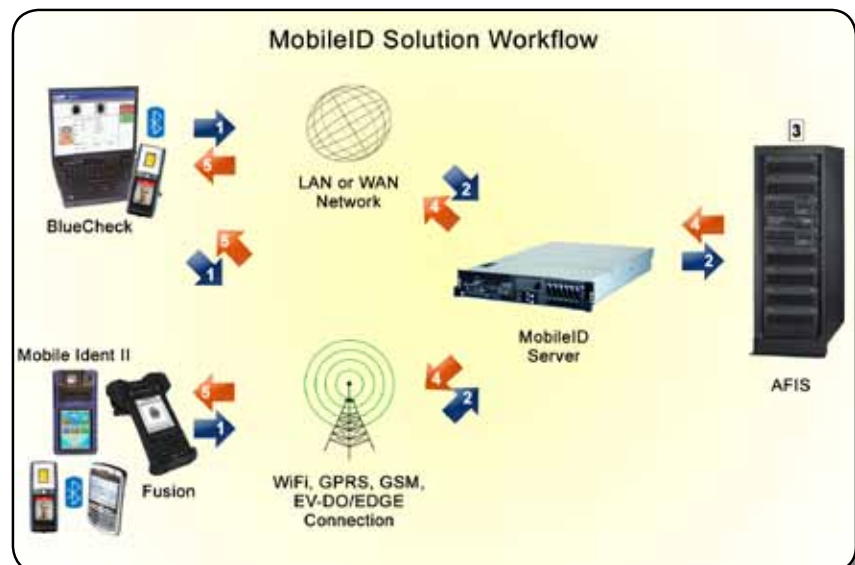 MobileID Solution Workflow
1
5
BlueCheck
LAN or WAN
Network
2
4
3
4
2
AFIS
5
1
MobileID
Server
Mobile Ident II
5
1
Fusion
4
2
WiFi, GPRS, GSM,
EV-DO/EDGE
Connection